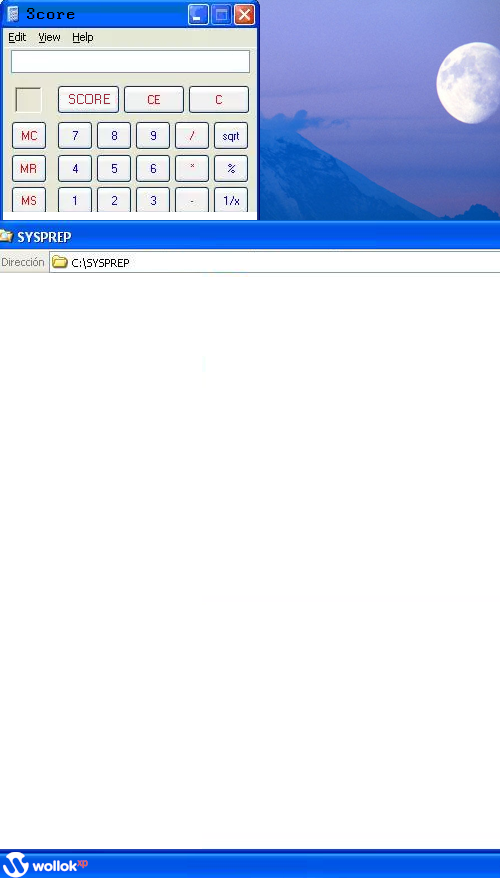 3core
Edit View Help
SCORE CE C
MC 7 8 9 / sqrt
MR 4 5 6 * %
MS 1 2 3 - 1/x
SYSPREP
Dirección C:\SYSPREP
wollok xp